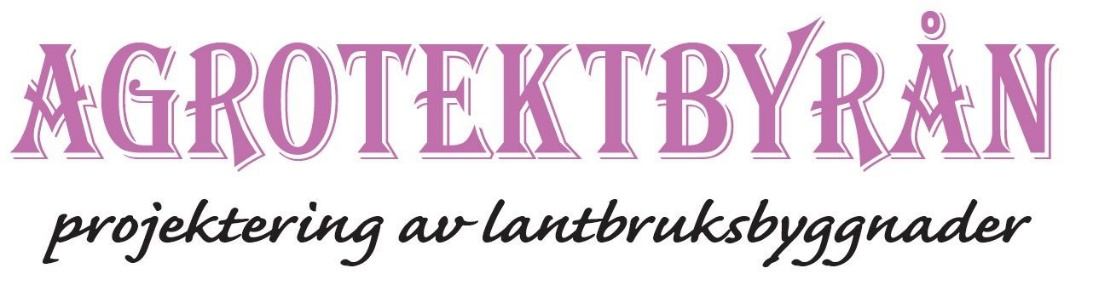 AGROTEKTBYRÅN
projektering av lantbruksbyggnader